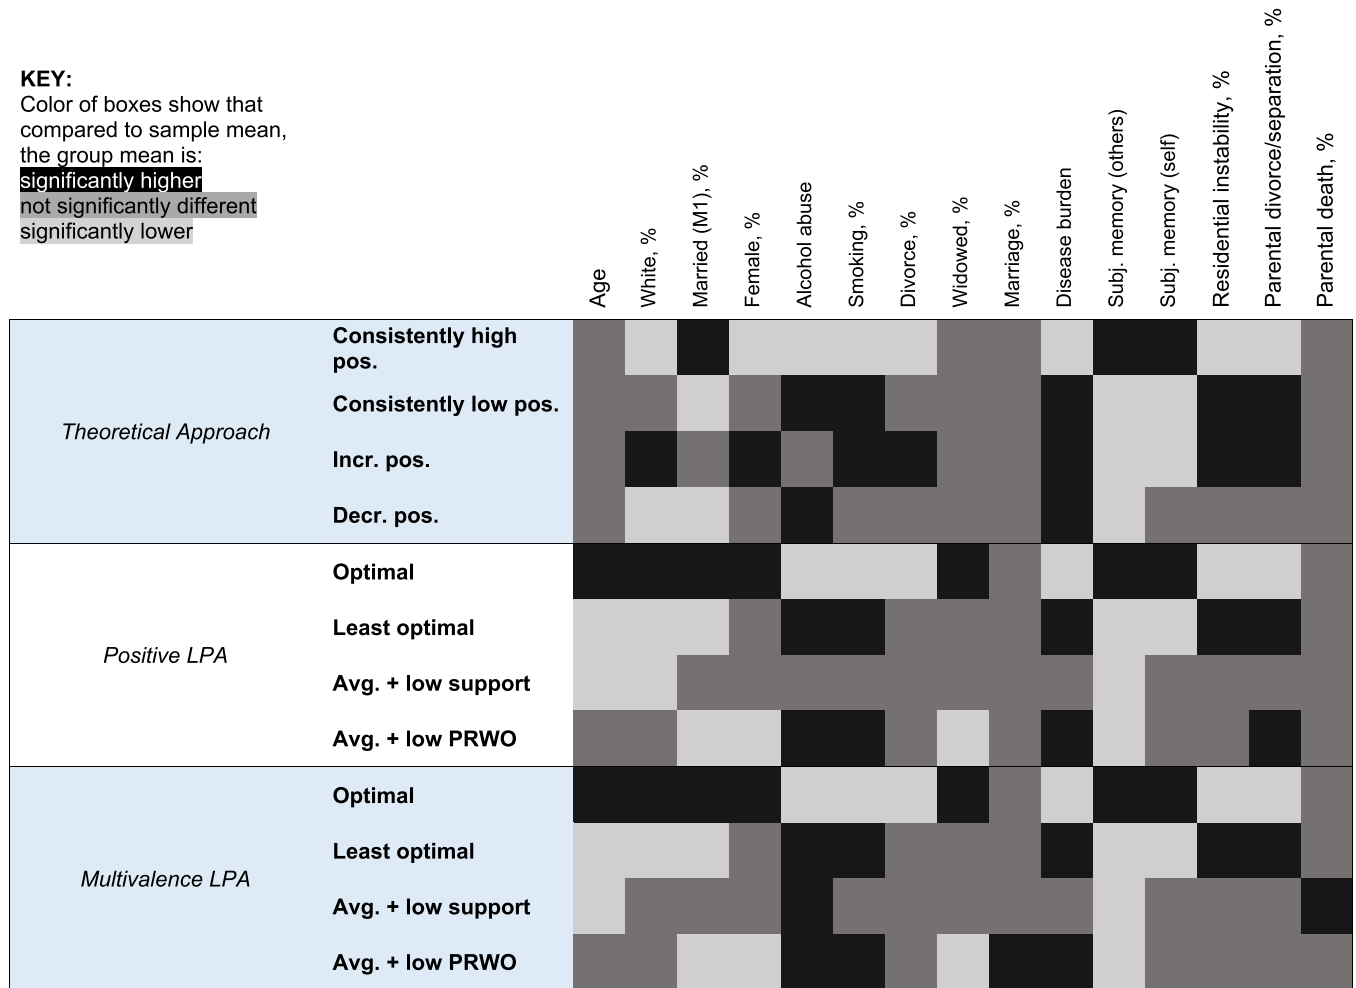 KEY:
Color of boxes show that
compared to sample mean,
the group mean is:
significantly higher
not significantly different
significantly lower
Age
White, %
Married (M1), %
Female, %
Alcohol abuse
Smoking, %
Divorce, %
Widowed, %
Marriage, %
Disease burden
Subj. memory (others)
Subj. memory (self)
Residential instability, %
Parental divorce/separation, %
Parental death, %
Theoretical Approach
Consistently high
pos.
Consistently low pos.
Incr. pos.
Decr. pos.
Positive LPA
Optimal
Least optimal
Avg. + low support
Avg. + low PRWO
Multivalence LPA
Optimal
Least optimal
Avg. + low support
Avg. + low PRWO